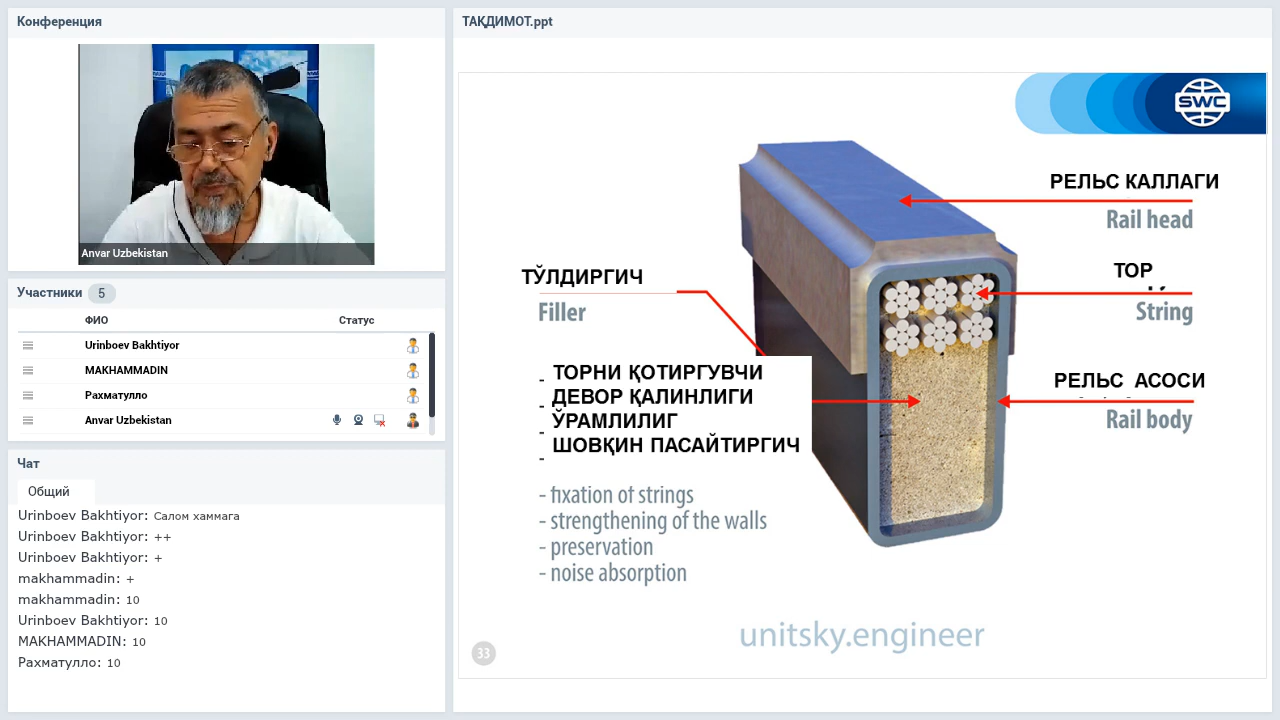 Конференция
Anvar Uzbekistan
Участники 5
ФИО Статус
Urinboev Bakhtiyor
MAKHAMMADIN
Рахматулло
Anvar Uzbekistan
Чат
Общий
Urinboev Bakhtiyor: Салом хаммага
Urinboev Bakhtiyor: ++
Urinboev Bakhtiyor: +
makhammadin: +
makhammadin: 10
Urinboev Bakhtiyor: 10
MAKHAMMADIN: 10
Рахматулло: 10
ТАҚДИМОТ.ppt
SWC
РЕЛЬС КАЛЛАГИ
Rail head
ТОР
String
РЕЛЬС АСОСИ
Rail body
ТЎЛДИРГИЧ
Filler
- ТОРНИ ҚОТИРГУВЧИ
- ДЕВОР ҚАЛИНЛИГИ
- ЎРАМЛИЛИГ
- ШОВҚИН ПАСАЙТИРГИЧ
- fixation of strings
- strengthening of the walls
- preservation
- noise absorption
unitsky.engineer
33